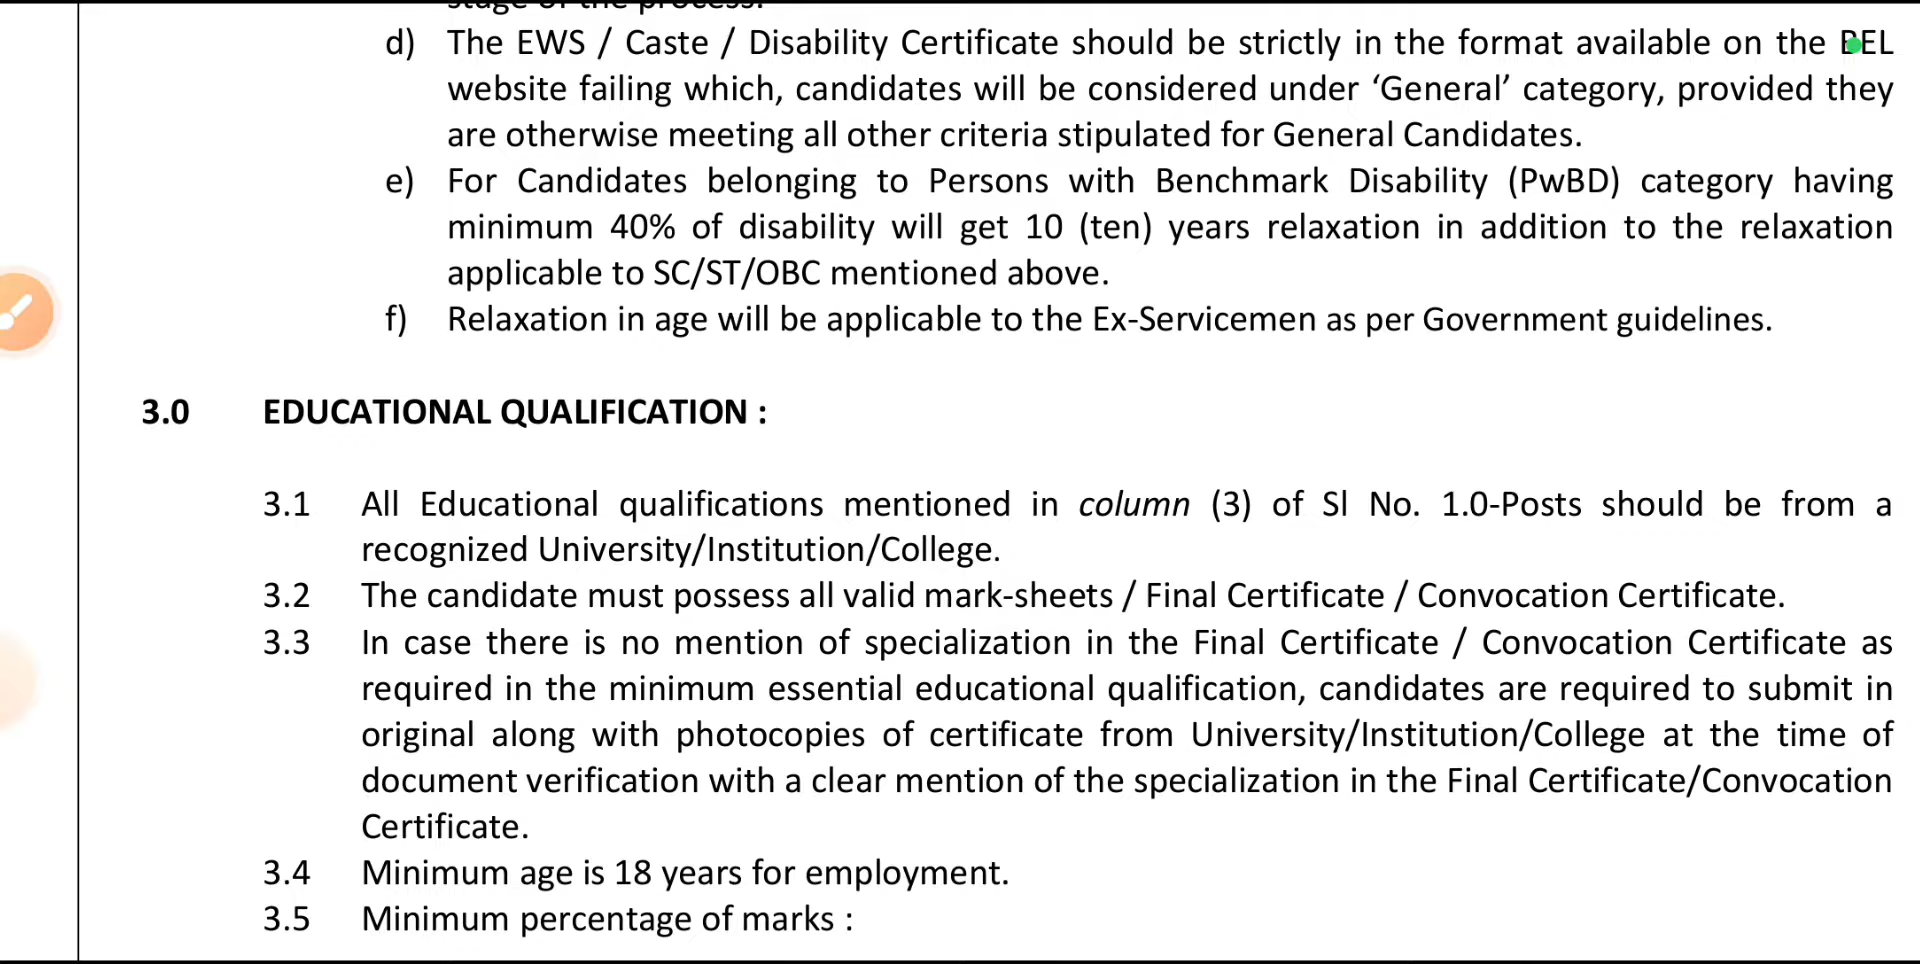 stage of the process.
d) The EWS / Caste / Disability Certificate should be strictly in the format available on the BEL
website failing which, candidates will be considered under ‘General’ category, provided they
are otherwise meeting all other criteria stipulated for General Candidates.
e) For Candidates belonging to Persons with Benchmark Disability (PwBD) category having
minimum 40% of disability will get 10 (ten) years relaxation in addition to the relaxation
applicable to SC/ST/OBC mentioned above.
f) Relaxation in age will be applicable to the Ex-Servicemen as per Government guidelines.
3.0 EDUCATIONAL QUALIFICATION :
3.1 All Educational qualifications mentioned in column (3) of Sl No. 1.0-Posts should be from a
recognized University/Institution/College.
3.2 The candidate must possess all valid mark-sheets / Final Certificate / Convocation Certificate.
3.3 In case there is no mention of specialization in the Final Certificate / Convocation Certificate as
required in the minimum essential educational qualification, candidates are required to submit in
original along with photocopies of certificate from University/Institution/College at the time of
document verification with a clear mention of the specialization in the Final Certificate/Convocation
Certificate.
3.4 Minimum age is 18 years for employment.
3.5 Minimum percentage of marks :